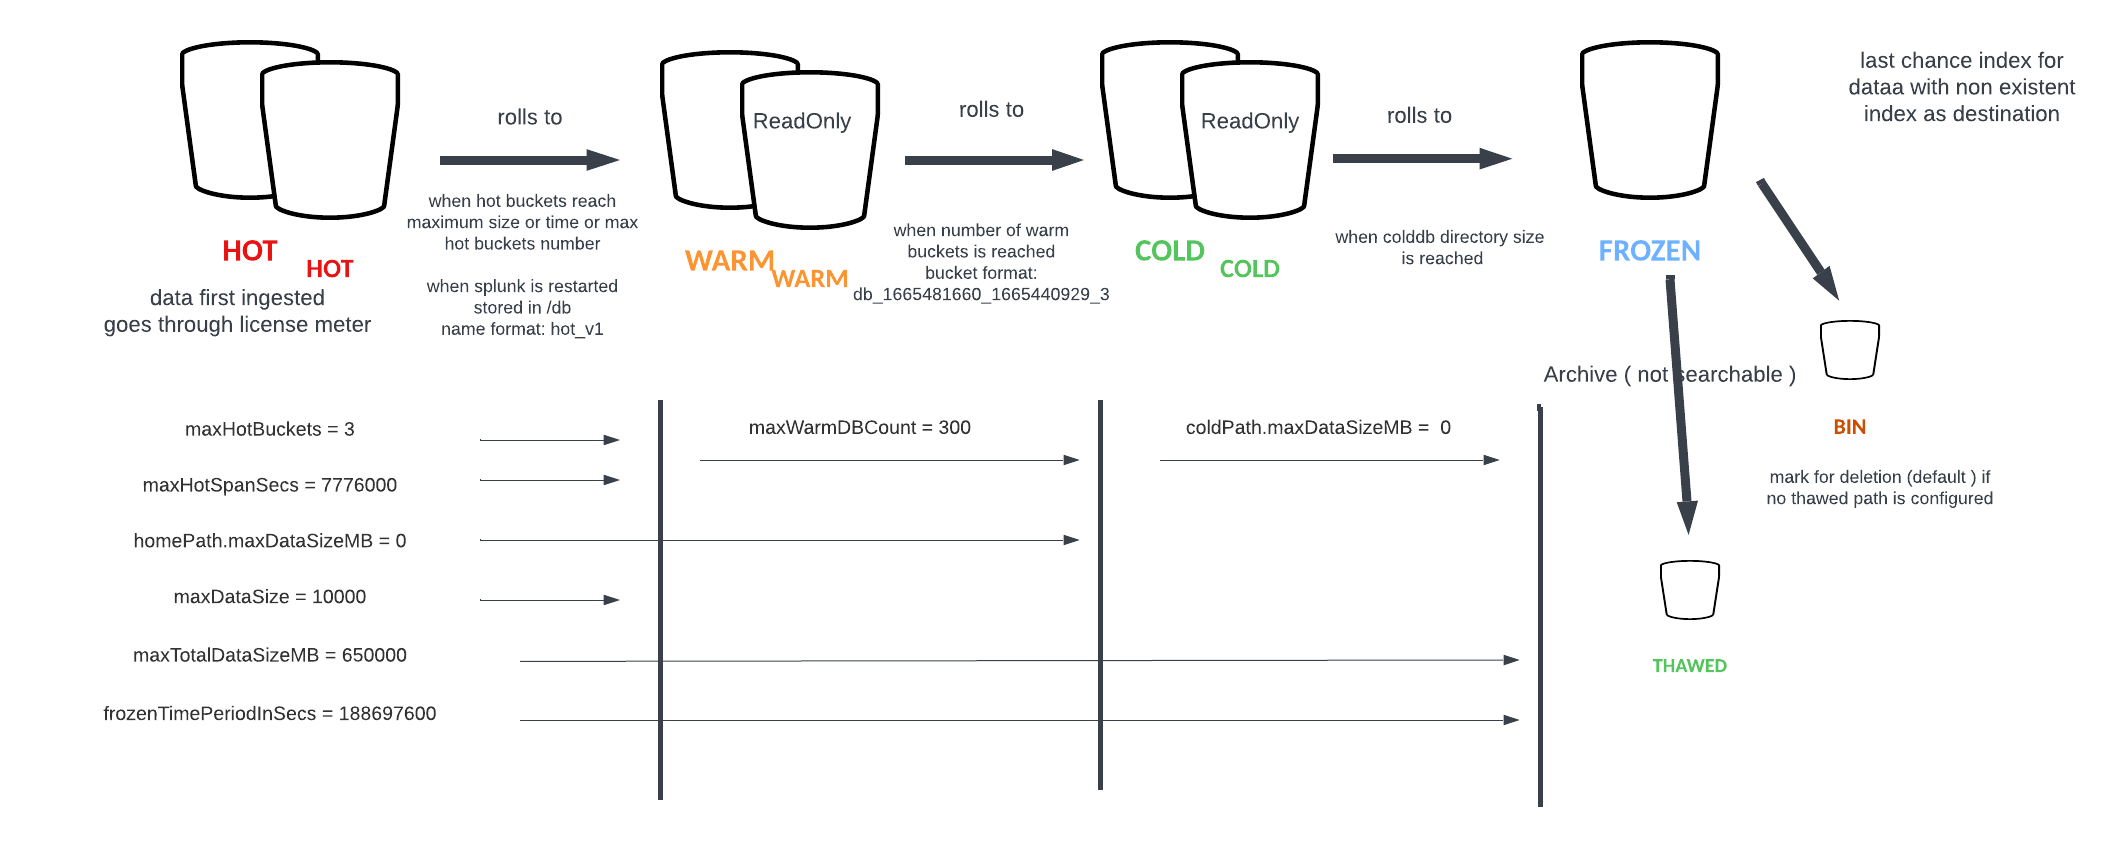 last chance index for
dataa with non existent
index as destination
ReadOnly
ReadOnly
rolls to
rolls to
rolls to
when hot buckets reach
maximum size or time or max
hot buckets number
when splunk is restarted
stored in /db
name format: hot_v1
when number of warm
buckets is reached
bucket format:
db_1665481660_1665440929_3
when colddb directory size
is reached
HOT
HOT
WARM
WARM
COLD
COLD
FROZEN
data first ingested
goes through license meter
Archive ( not searchable )
BIN
mark for deletion (default ) if
no thawed path is configured
THAWED
maxHotBuckets = 3
maxWarmDBCount = 300
coldPath.maxDataSizeMB =  0
maxHotSpanSecs = 7776000
homePath.maxDataSizeMB = 0
maxDataSize = 10000
maxTotalDataSizeMB = 650000
frozenTimePeriodInSecs = 188697600